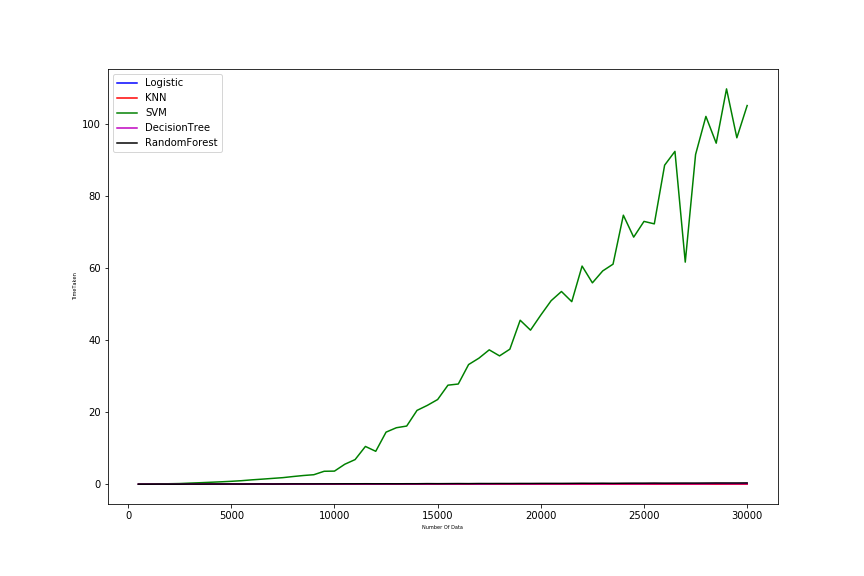 Logistic
KNN
SVM
DecisionTree
RandomForest
100
80
60
40
20
0
TimeTaken
0 5000 10000 15000 20000 25000 30000
Number Of Data